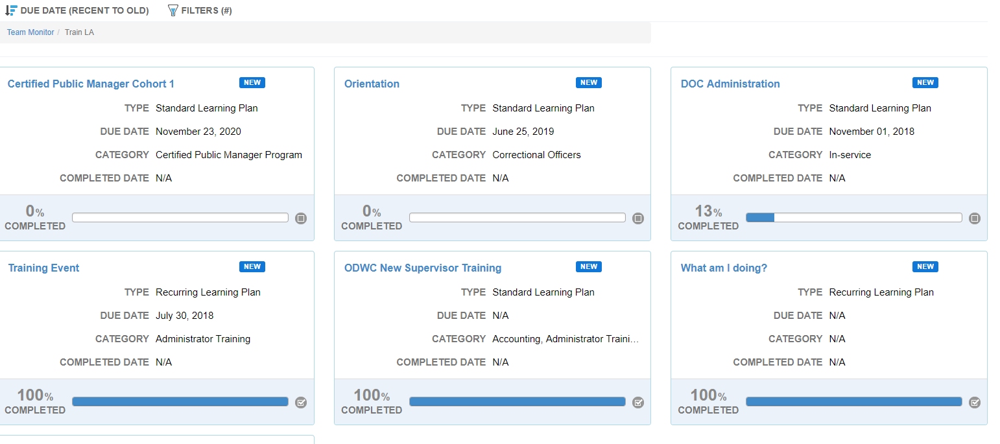 DUE DATE (RECENT TO OLD) FILTERS (#)
Team Monitor / Train LA
Certified Public Manager Cohort 1 NEW
TYPE Standard Learning Plan
DUE DATE November 23, 2020
CATEGORY Certified Public Manager Program
COMPLETED DATE N/A
0%
COMPLETED
Orientation NEW
TYPE Standard Learning Plan
DUE DATE June 25, 2019
CATEGORY Correctional Officers
COMPLETED DATE N/A
0%
COMPLETED
DOC Administration NEW
TYPE Standard Learning Plan
DUE DATE November 01, 2018
CATEGORY In-service
COMPLETED DATE N/A
13%
COMPLETED
Training Event NEW
TYPE Recurring Learning Plan
DUE DATE July 30, 2018
CATEGORY Administrator Training
COMPLETED DATE N/A
100%
COMPLETED
ODWC New Supervisor Training NEW
TYPE Standard Learning Plan
DUE DATE N/A
CATEGORY Accounting, Administrator Traini...
COMPLETED DATE N/A
100%
COMPLETED
What am I doing? NEW
TYPE Recurring Learning Plan
DUE DATE N/A
CATEGORY N/A
COMPLETED DATE N/A
100%
COMPLETED